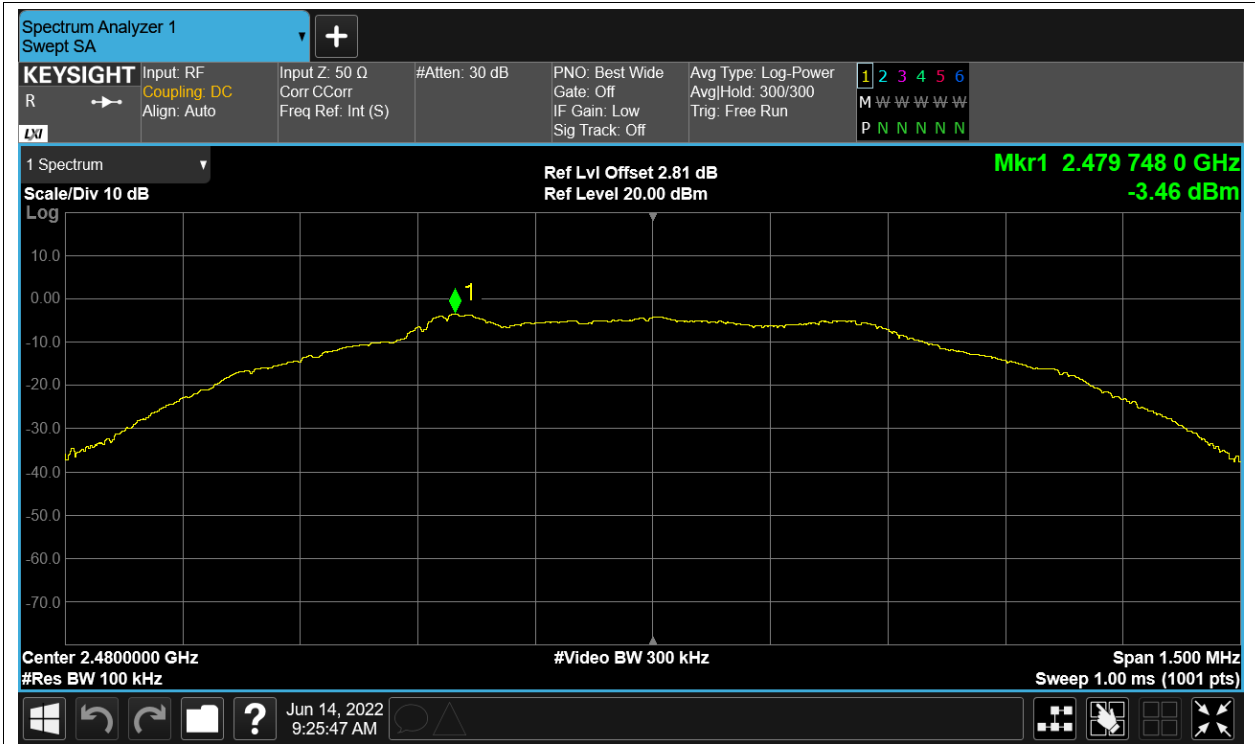 Spectrum Analyzer 1
Swept SA
KEYSIGHT
R
LXI
Input: RF
Coupling: DC
Align: Auto
Input Z: 50 Ω
Corr CCorr
Freq Ref: Int (S)
#Atten: 30 dB
PNO: Best Wide
Gate: Off
IF Gain: Low
Sig Track: Off
Avg Type: Log-Power
Avg|Hold: 300/300
Trig: Free Run
1 2 3 4 5 6
M W W W W W
P N N N N N
1 Spectrum
Scale/Div 10 dB
Ref Lvl Offset 2.81 dB
Ref Level 20.00 dBm
Mkr1 2.479 748 0 GHz
-3.46 dBm
Log
10.0
0.00
-10.0
-20.0
-30.0
-40.0
-50.0
-60.0
-70.0
1
Center 2.4800000 GHz
#Res BW 100 kHz
#Video BW 300 kHz
Span 1.500 MHz
Sweep 1.00 ms (1001 pts)
?
Jun 14, 2022
9:25:47 AM